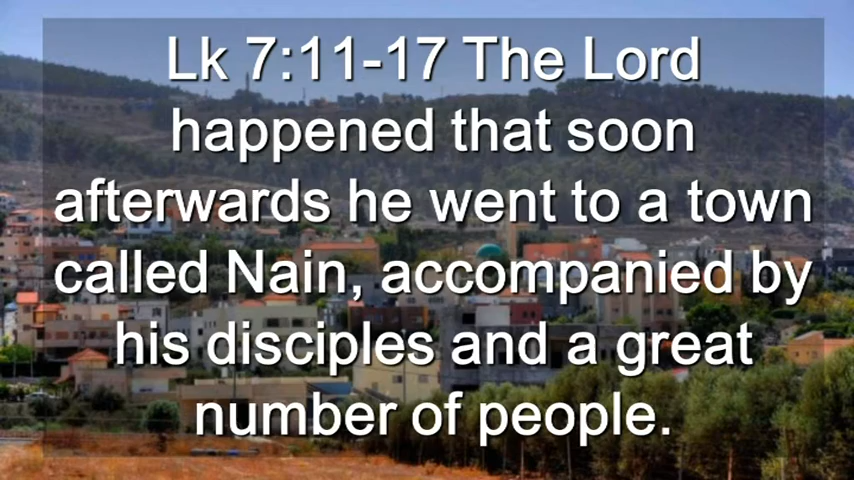 Lk 7:11-17 The Lord
happened that soon
afterwards he went to a town
called Nain, accompanied by
his disciples and a great
number of people.